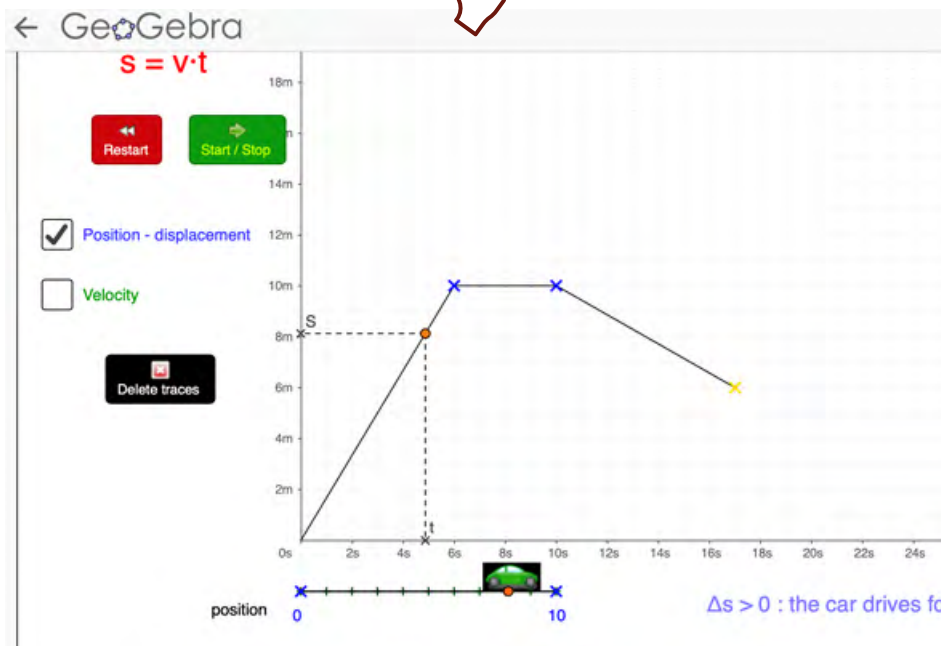 ← GeoGebra
s = v·t
Restart
Start / Stop
Position - displacement
Velocity
Delete traces
18m
14m
12m
10m
8m
6m
4m
2m
S
t
0s 2s 4s 6s 8s 10s 12s 14s 16s 18s 20s 22s 24s
position
0 10
Δs > 0 : the car drives fo